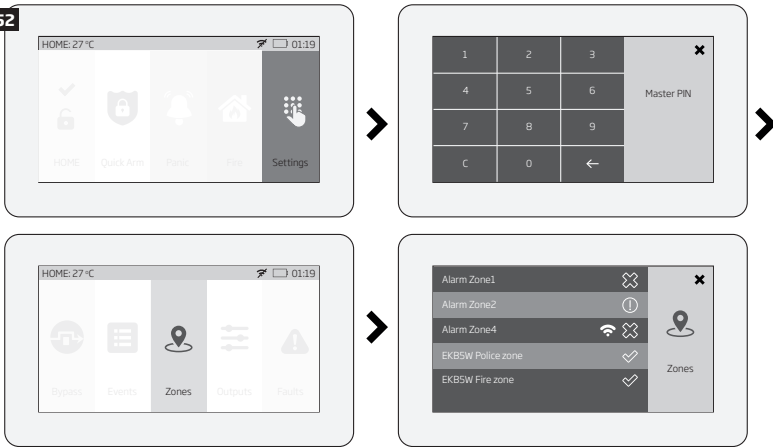 52
HOME: 27 °C 01:19
HOME Quick Arm Panic Fire Settings
1 2 3
4 5 6 Master PIN
7 8 9
C 0
HOME: 27 °C 01:19
Bypass Events Zones Outputs Faults
Alarm Zone1
Alarm Zone2
Alarm Zone4
EKB5W Police zone
Zones
EKB5W Fire zone